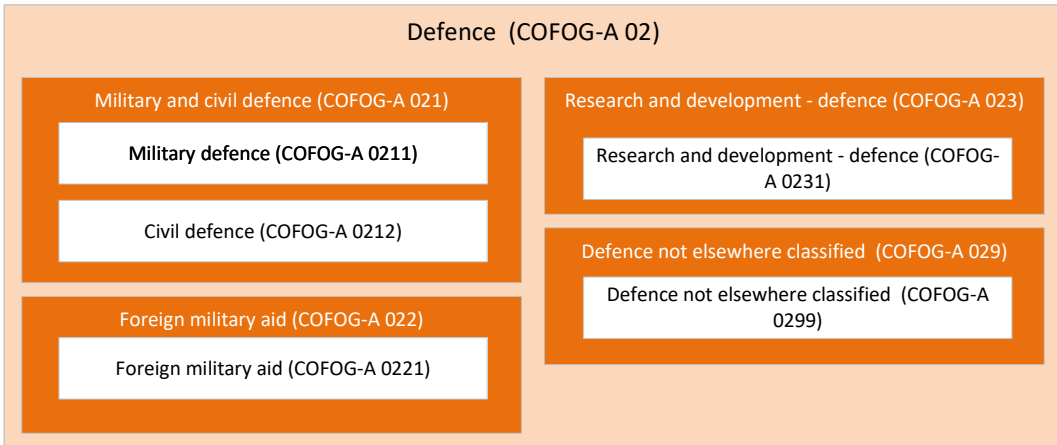 Defence (COFOG-A 02)
Military and civil defence (COFOG-A 021)
Military defence (COFOG-A 0211)
Civil defence (COFOG-A 0212)
Foreign military aid (COFOG-A 022)
Foreign military aid (COFOG-A 0221)
Research and development - defence (COFOG-A 023)
Research and development - defence (COFOG-
A 0231)
Defence not elsewhere classified (COFOG-A 029)
Defence not elsewhere classified (COFOG-A
0299)